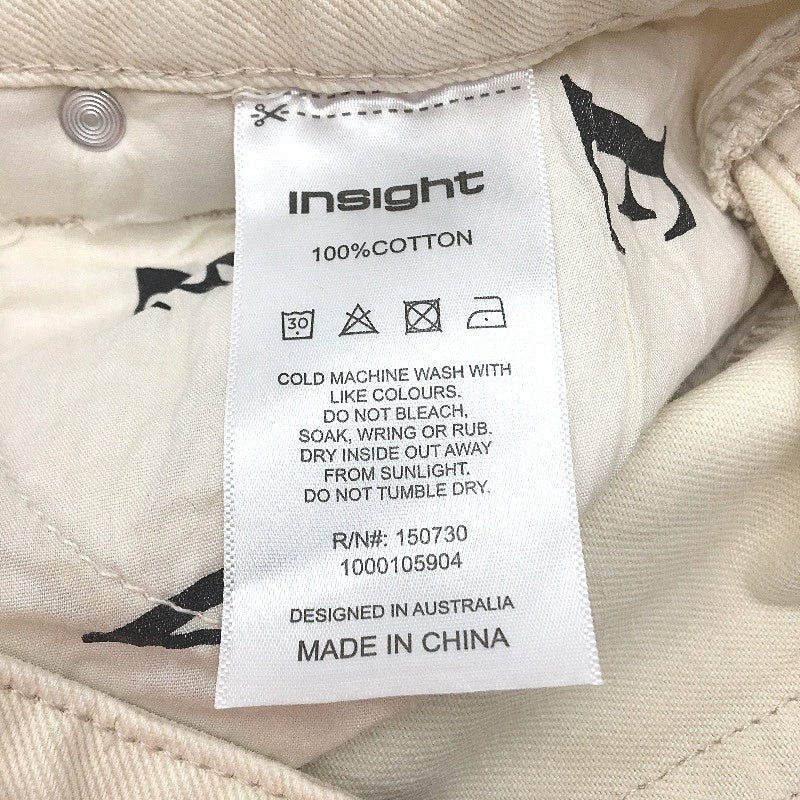 insight
100%COTTON
30
COLD MACHINE WASH WITH
LIKE COLOURS.
DO NOT BLEACH,
SOAK, WRING OR RUB.
DRY INSIDE OUT AWAY
FROM SUNLiGHT.
DO NOT TUMBLE DRY.
R/N#: 150730
1000105904
DESIGNED IN AUSTRALIA
MADE IN CHINA